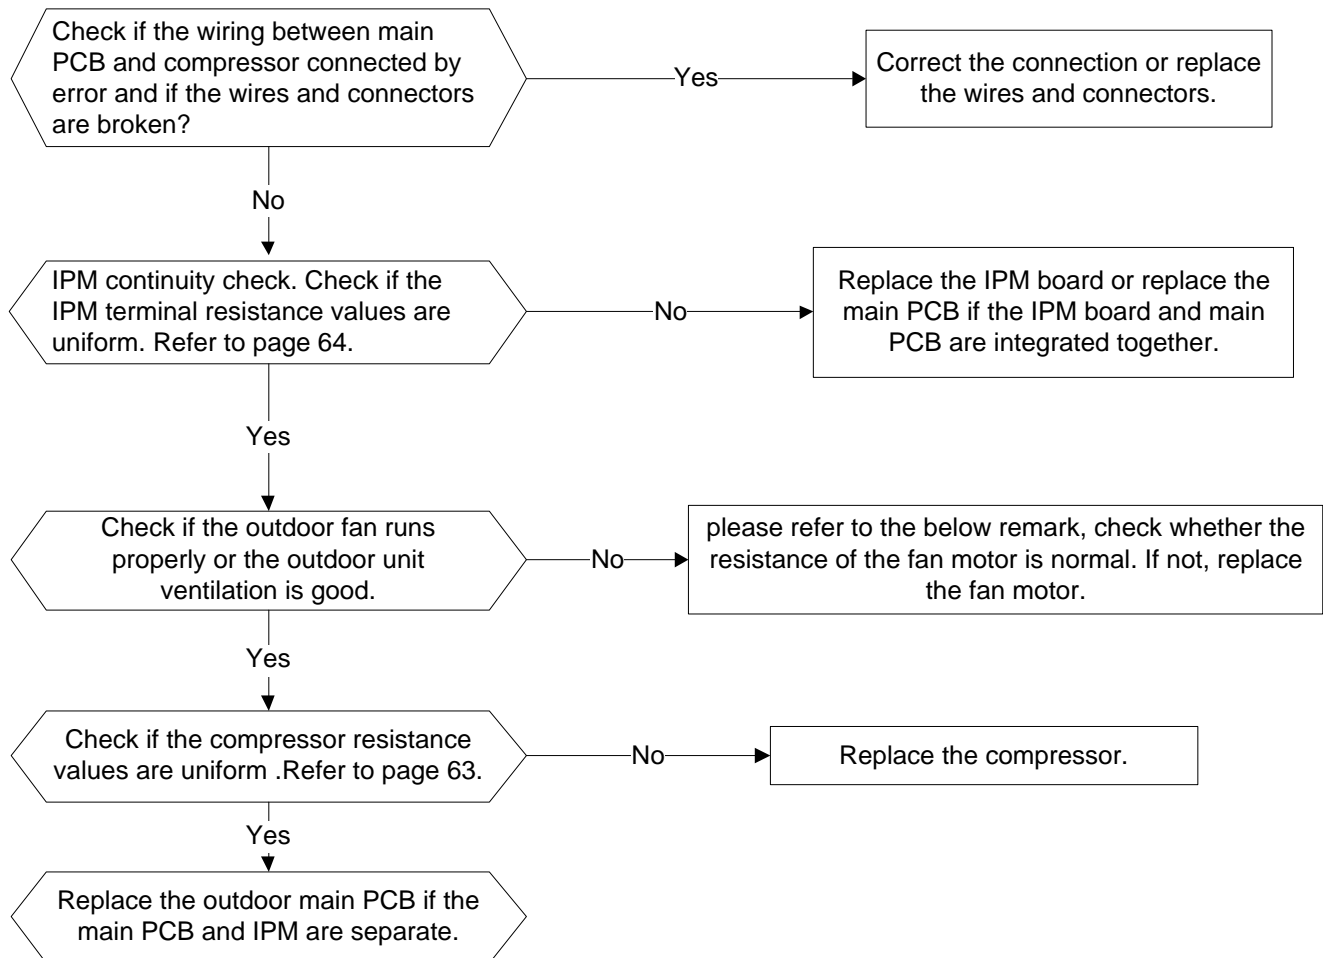 Check if the wiring between main
PCB and compressor connected by
error and if the wires and connectors
are broken?
Yes
Correct the connection or replace
the wires and connectors.
No
IPM continuity check. Check if the
IPM terminal resistance values are
uniform. Refer to page 64.
No
Replace the IPM board or replace the
main PCB if the IPM board and main
PCB are integrated together.
Yes
Check if the outdoor fan runs
properly or the outdoor unit
ventilation is good.
No
please refer to the below remark, check whether the
resistance of the fan motor is normal. If not, replace
the fan motor.
Yes
Check if the compressor resistance
values are uniform .Refer to page 63.
No
Replace the compressor.
Yes
Replace the outdoor main PCB if the
main PCB and IPM are separate.